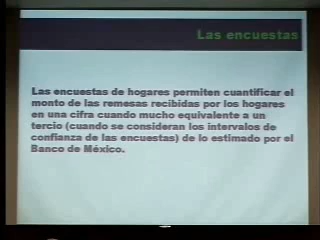 Las encuestas
Las encuestas de hogares permiten cuantificar el
monto de las remesas recibidas por los hogares
en una cifra cuando mucho equivalente a un
tercio (cuando se consideran los intervalos de
confianza de las encuestas) de lo estimado por el
Banco de México.